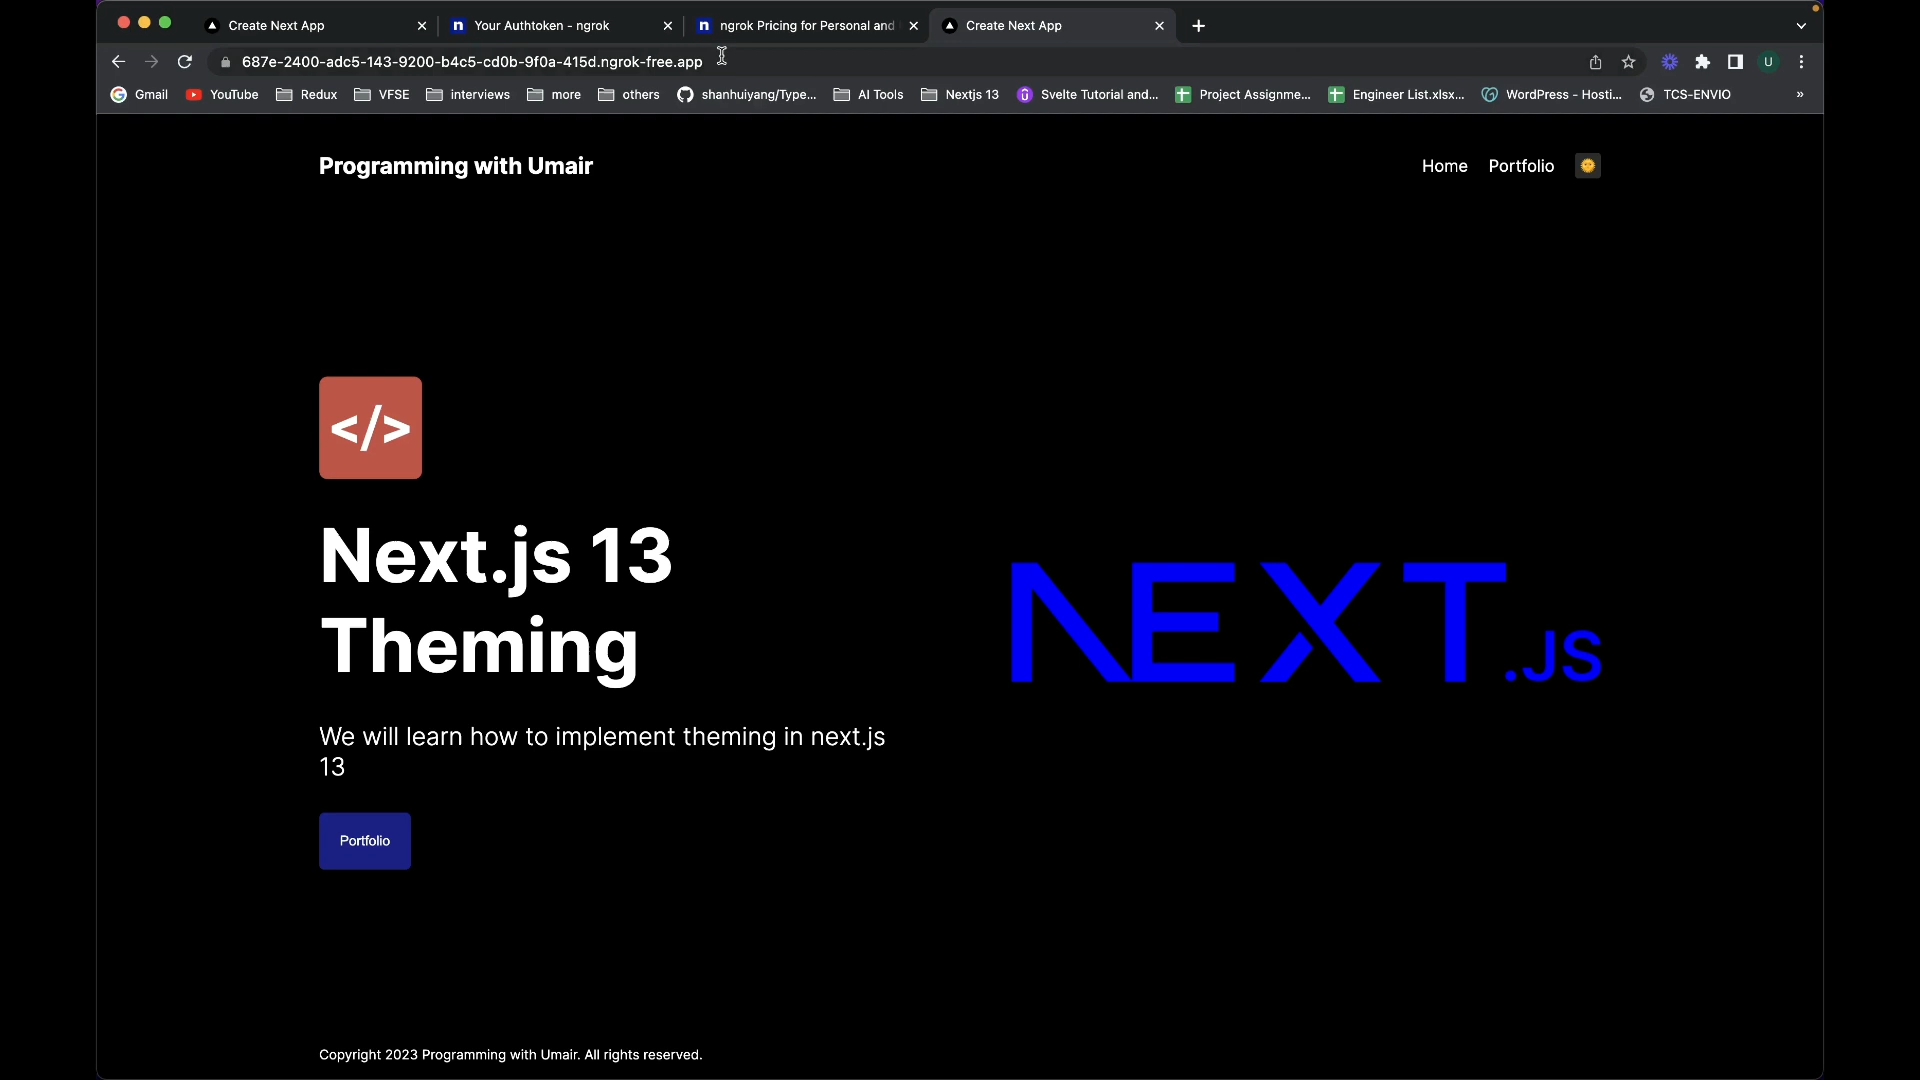 Create Next App
Your Authtoken - ngrok
ngrok Pricing for Personal and
Create Next App
687e-2400-adc5-143-9200-b4c5-cd0b-9f0a-415d.ngrok-free.app
U
Gmail
YouTube
Redux
VFSE
interviews
more
others
shanhuiyang/Type...
AI Tools
Nextjs 13
Svelte Tutorial and...
Project Assignme...
Engineer List.xlsx...
WordPress - Hosti...
TCS-ENVIO
»
Programming with Umair
Home
Portfolio
</>
Next.js 13
Theming
NEXT.JS
We will learn how to implement theming in next.js
13
Portfolio
Copyright 2023 Programming with Umair. All rights reserved.